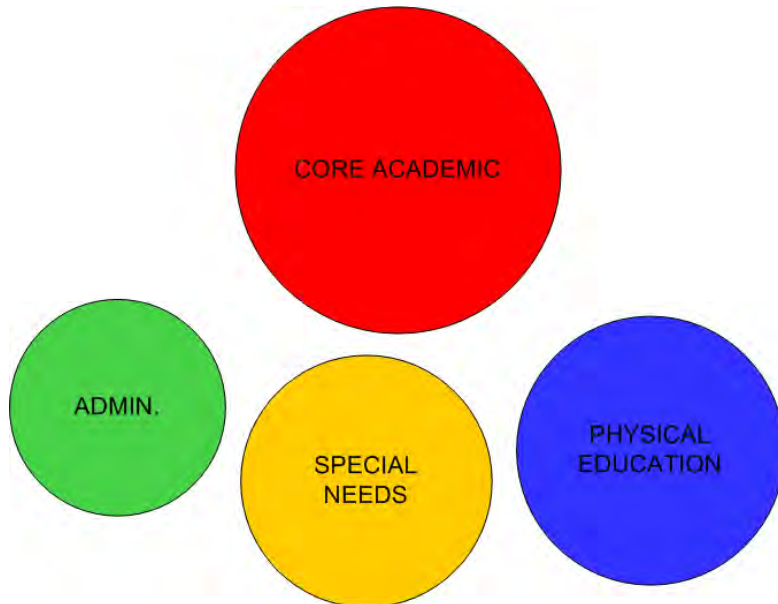 CORE ACADEMIC
ADMIN.
SPECIAL
NEEDS
PHYSICAL
EDUCATION